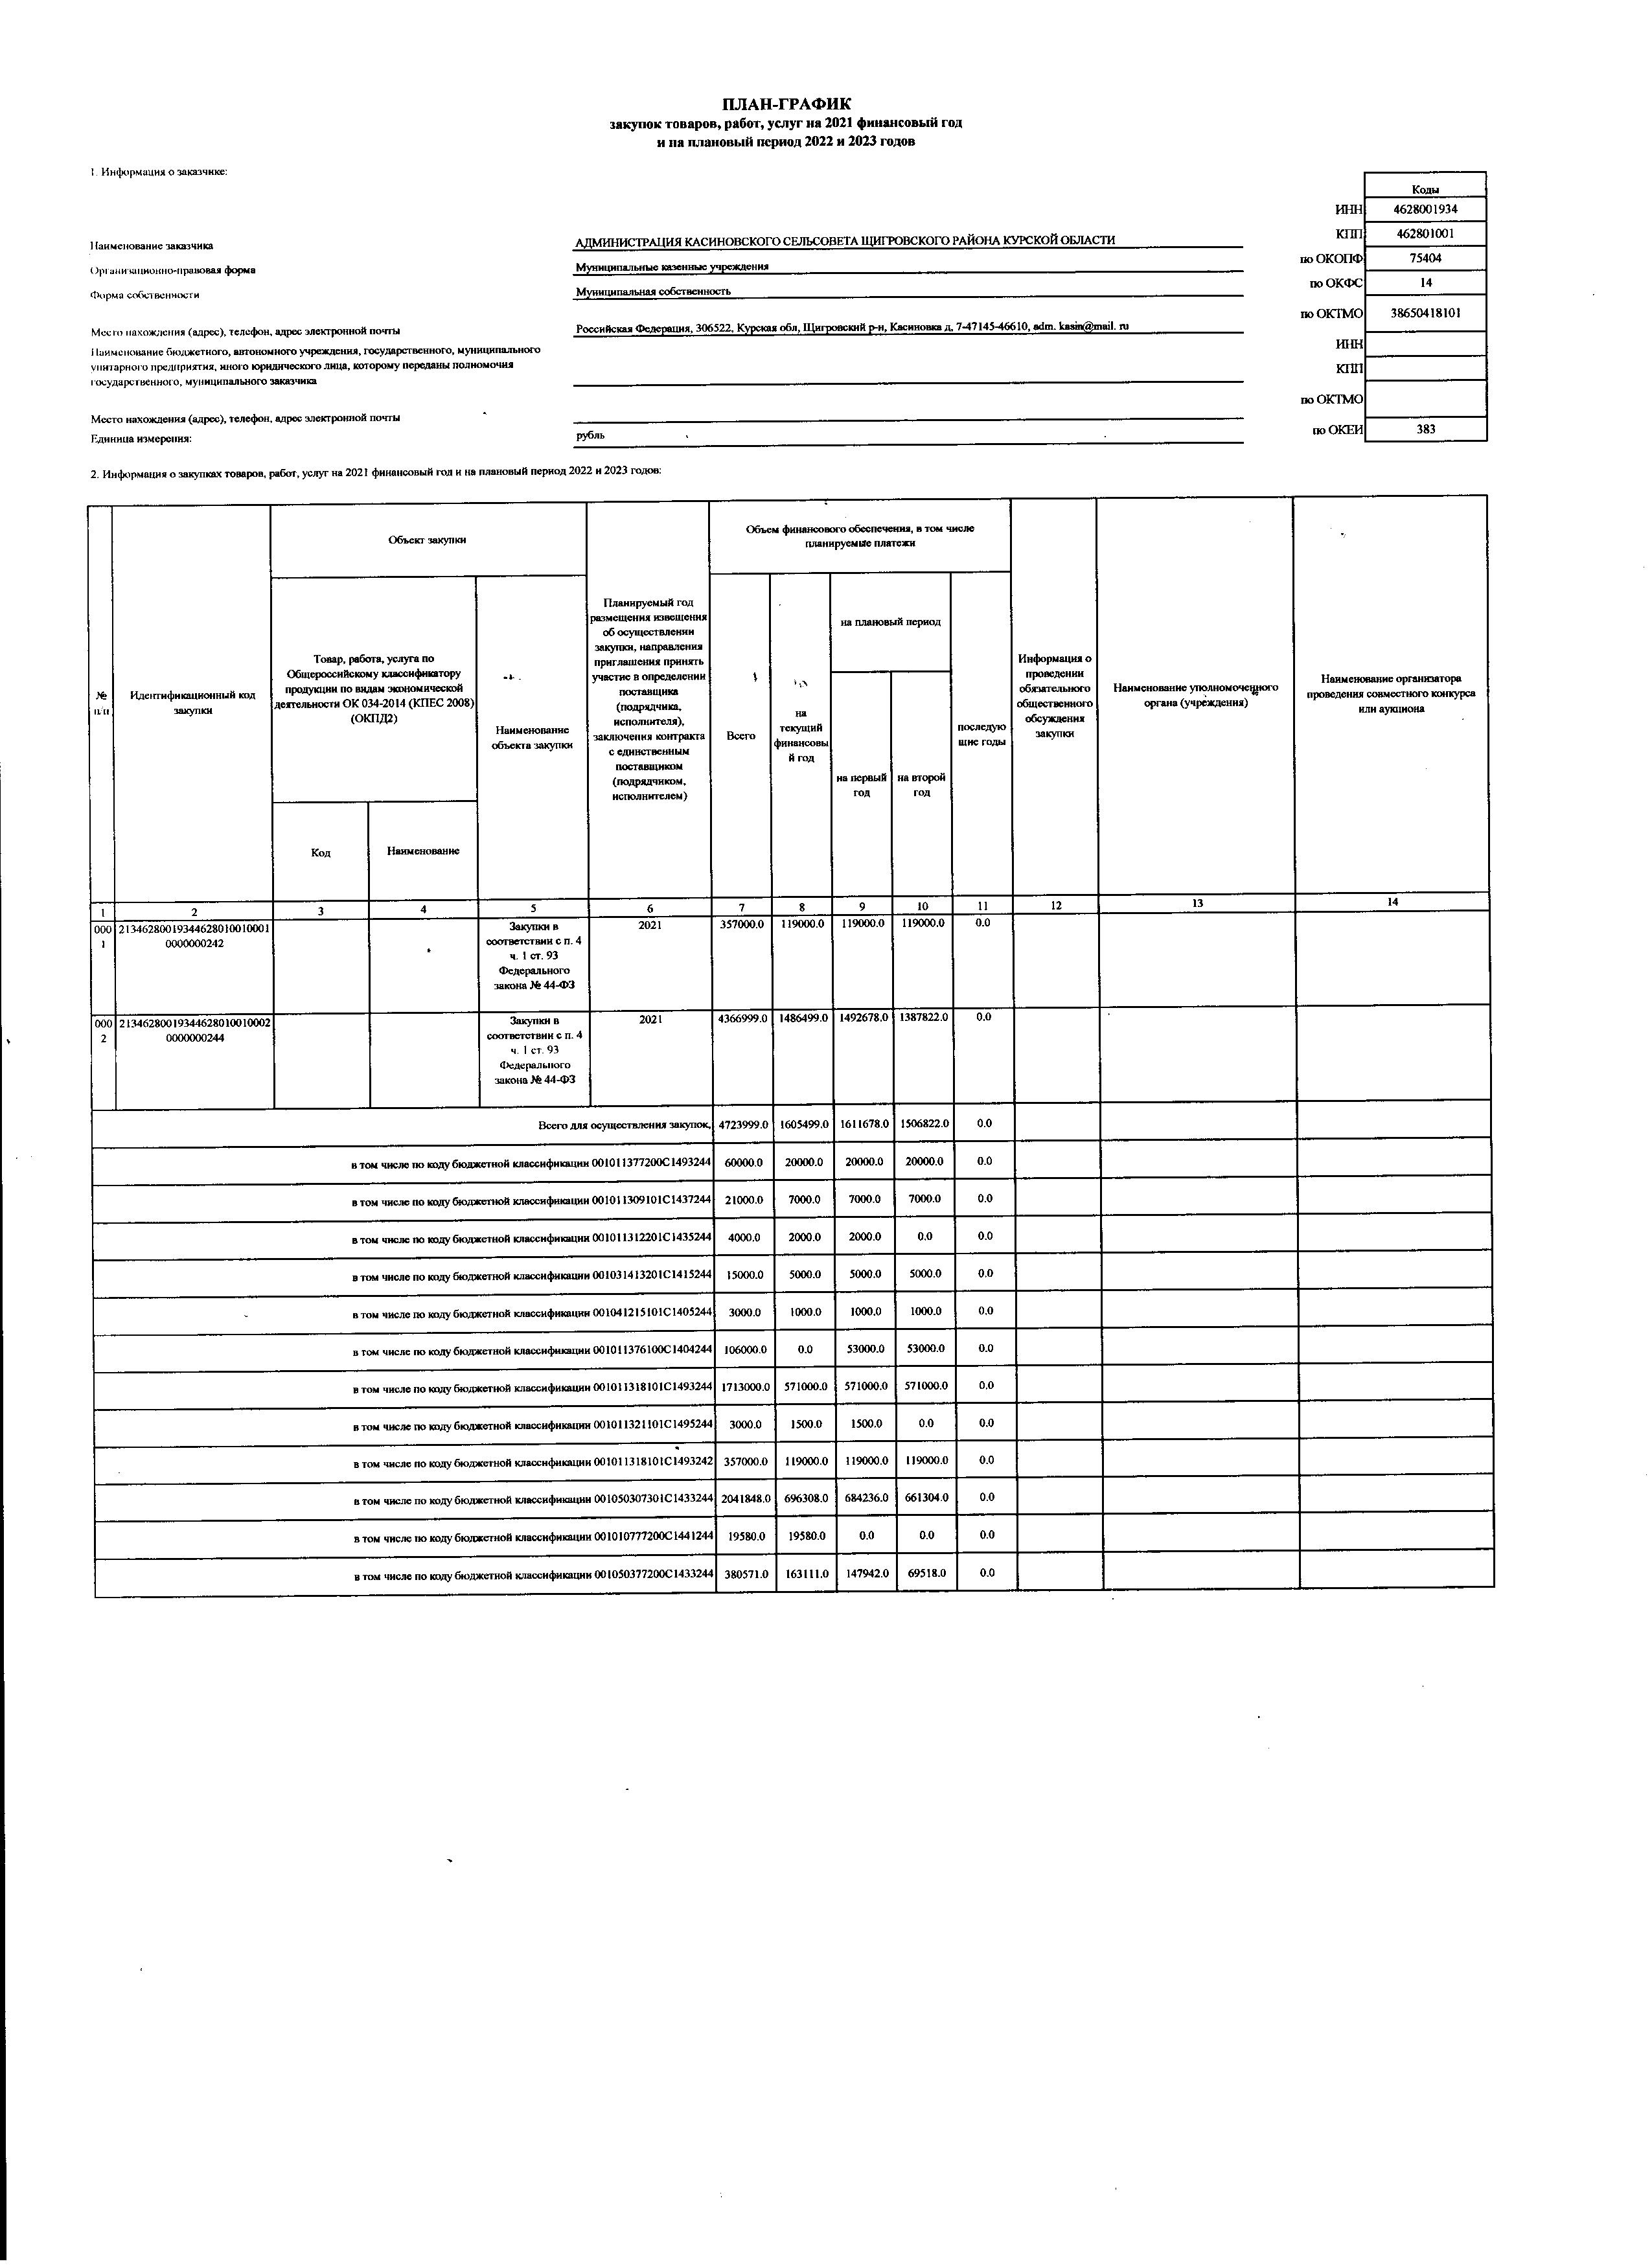 ПЛАН-ГРАФИК
закупок товаров, работ, услуг на 2021 финансовый год
и на плановый период 2022 и 2023 годов
1. Информация о заказчике:
Коды
ИНН 4628001934
Наименование заказчика АДМИНИСТРАЦИЯ КАСИНОВСКОГО СЕЛЬСОВЕТА ЩИГРОВСКОГО РАЙОНА КУРСКОЙ ОБЛАСТИ КПП 462801001
Организационно-правовая форма Муниципальные казенные учреждения по ОКОПФ 75404
Форма собственности Муниципальная собственность по ОКФС 14
Место нахождения (адрес), телефон, адрес электронной почты Российская Федерация, 306522, Курская обл, Щигровский р-н, Касиновка д, 7-47145-46610, adm. kasin@mail. ru по ОКТМО 38650418101
Наименование бюджетного, автономного учреждения, государственного, муниципального
унитарного предприятия, иного юридического лица, которому переданы полномочия
государственного, муниципального заказчика
ИНН
КПП
Место нахождения (адрес), телефон, адрес электронной почты по ОКТМО
Единица измерения: рубль по ОКЕИ 383
2. Информация о закупках товаров, работ, услуг на 2021 финансовый год и на плановый период 2022 и 2023 годов:
№
п/п
Идентификационный код
закупки
Объект закупки
Товар, работа, услуга по
Общероссийскому классификатору
продукции по видам экономической
деятельности ОК 034-2014 (КПЕС 2008)
(ОКПД2)
Код
Наименование
Наименование
объекта закупки
Планируемый год
размещения извещения
об осуществлении
закупки, направления
приглашения принять
участие в определении
поставщика
(подрядчика,
исполнителя),
заключения контракта
с единственным
поставщиком
(подрядчиком,
исполнителем)
Объем финансового обеспечения, в том числе
планируемые платежи
Всего
на
текущий
финансовы
й год
на плановый период
на первый
год
на второй
год
последую
щие годы
Информация о
проведении
обязательного
общественного
обсуждения
закупки
Наименование уполномоченного
органа (учреждения)
Наименование организатора
проведения совместного конкурса
или аукциона
1 2 3 4 5 6 7 8 9 10 11 12 13 14
000 21346280019344628010010001 Закупки в 2021 357000.0 119000.0 119000.0 119000.0 0.0
1 0000000242 соответствии с п. 4
ч. 1 ст. 93
Федерального
закона № 44-ФЗ
000 21346280019344628010010002 Закупки в 2021 4366999.0 1486499.0 1492678.0 1387822.0 0.0
2 0000000244 соответствии с п. 4
ч. 1 ст. 93
Федерального
закона № 44-ФЗ
Всего для осуществления закупок, 4723999.0 1605499.0 1611678.0 1506822.0 0.0
в том числе по коду бюджетной классификации 001011377200С1493244 60000.0 20000.0 20000.0 20000.0 0.0
в том числе по коду бюджетной классификации 001011309101С1437244 21000.0 7000.0 7000.0 7000.0 0.0
в том числе по коду бюджетной классификации 001011312201С1435244 4000.0 2000.0 2000.0 0.0 0.0
в том числе по коду бюджетной классификации 001031413201С1415244 15000.0 5000.0 5000.0 5000.0 0.0
в том числе по коду бюджетной классификации 001041215101С1405244 3000.0 1000.0 1000.0 1000.0 0.0
в том числе по коду бюджетной классификации 001011376100С1404244 106000.0 0.0 53000.0 53000.0 0.0
в том числе по коду бюджетной классификации 001011318101С1493244 1713000.0 571000.0 571000.0 571000.0 0.0
в том числе по коду бюджетной классификации 001011321101С1495244 3000.0 1500.0 1500.0 0.0 0.0
в том числе по коду бюджетной классификации 001011318101С1493242 357000.0 119000.0 119000.0 119000.0 0.0
в том числе по коду бюджетной классификации 001050307301С1433244 2041848.0 696308.0 684236.0 661304.0 0.0
в том числе по коду бюджетной классификации 001010777200С1441244 19580.0 19580.0 0.0 0.0 0.0
в том числе по коду бюджетной классификации 001050377200С1433244 380571.0 163111.0 147942.0 69518.0 0.0